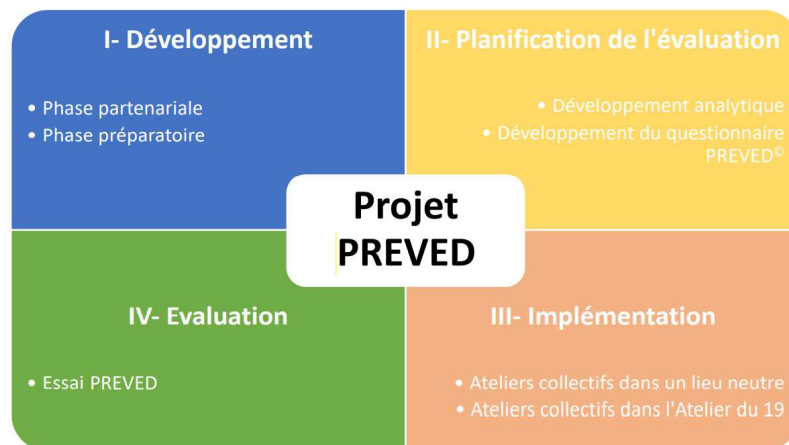 I- Développement
• Phase partenariale
• Phase préparatoire
II- Planification de l'évaluation
• Développement analytique
• Développement du questionnaire
PREVED©
Projet
PREVED
IV- Evaluation
• Essai PREVED
III- Implémentation
• Ateliers collectifs dans un lieu neutre
• Ateliers collectifs dans l'Atelier du 19